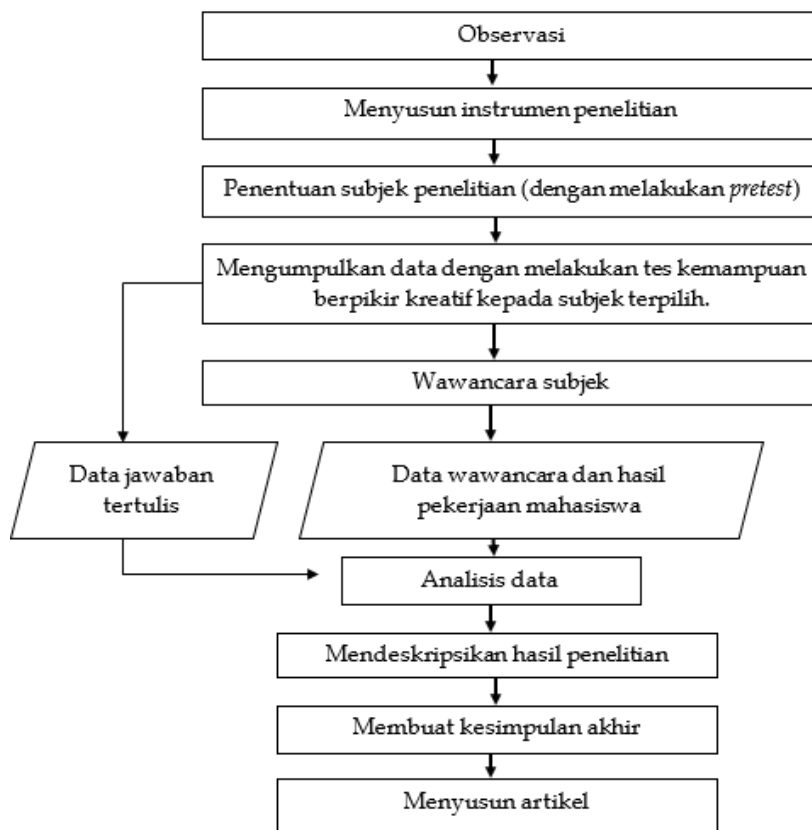 Observasi
Menyusun instrumen penelitian
Penentuan subjek penelitian (dengan melakukan pretest)
Mengumpulkan data dengan melakukan tes kemampuan
berpikir kreatif kepada subjek terpilih.
Wawancara subjek
Data jawaban
tertulis
Data wawancara dan hasil
pekerjaan mahasiswa
Analisis data
Mendeskripsikan hasil penelitian
Membuat kesimpulan akhir
Menyusun artikel